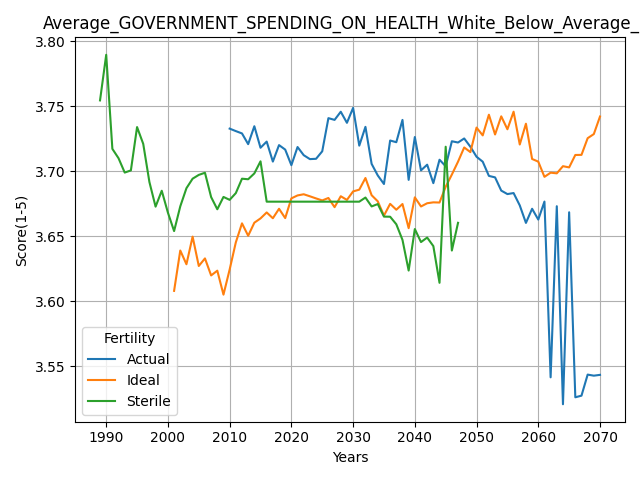 Average_GOVERNMENT_SPENDING_ON_HEALTH_White_Below_Average_
3.80
3.75
3.70
3.65
3.60
3.55
Score(1-5)
Fertility
Actual
Ideal
Sterile
1990 2000 2010 2020 2030 2040 2050 2060 2070
Years